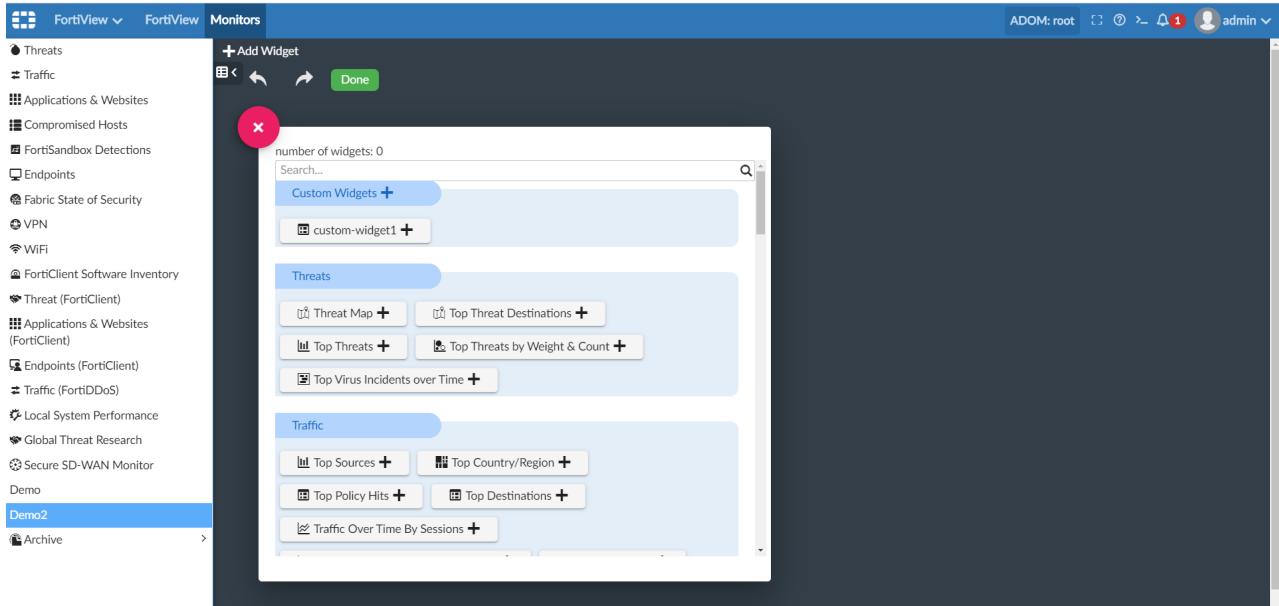 FortiView FortiView Monitors ADOM: root 1 admin
Threats
Traffic
Applications & Websites
Compromised Hosts
FortiSandbox Detections
Endpoints
Fabric State of Security
VPN
WiFi
FortiClient Software Inventory
Threat (FortiClient)
Applications & Websites
(FortiClient)
Endpoints (FortiClient)
Traffic (FortiDDoS)
Local System Performance
Global Threat Research
Secure SD-WAN Monitor
Demo
Demo2
Archive
Add Widget
Done
number of widgets: 0
Search...
Custom Widgets
custom-widget1
Threats
Threat Map Top Threat Destinations
Top Threats Top Threats by Weight & Count
Top Virus Incidents over Time
Traffic
Top Sources Top Country/Region
Top Policy Hits Top Destinations
Traffic Over Time By Sessions